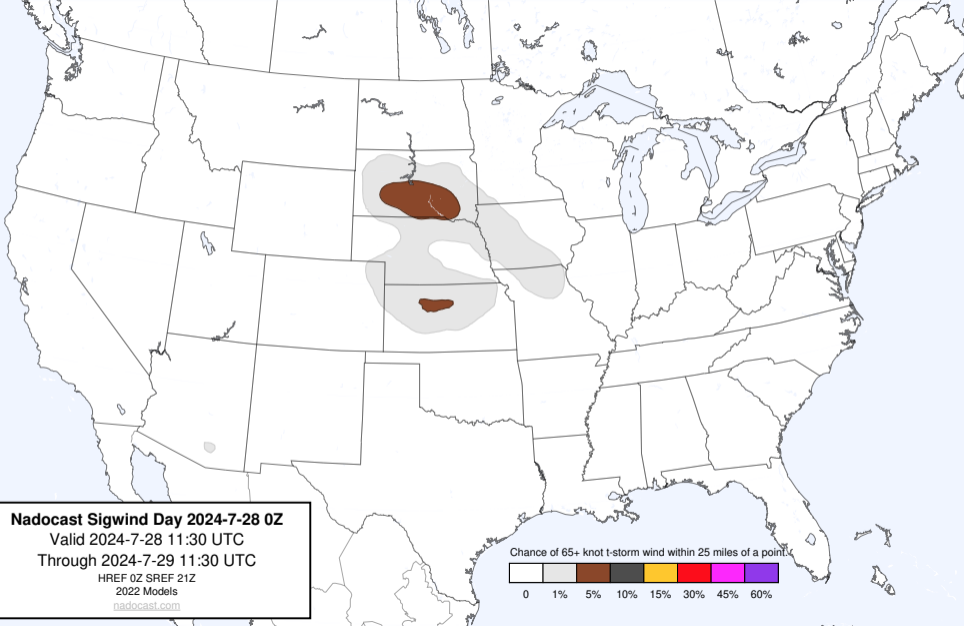 Nadocast Sigwind Day 2024-7-28 0Z
Valid 2024-7-28 11:30 UTC
Through 2024-7-29 11:30 UTC
HREF 0Z SREF 21Z
2022 Models
nadocast.com
Chance of 65+ knot t-storm wind within 25 miles of a point.
0 1% 5% 10% 15% 30% 45% 60%